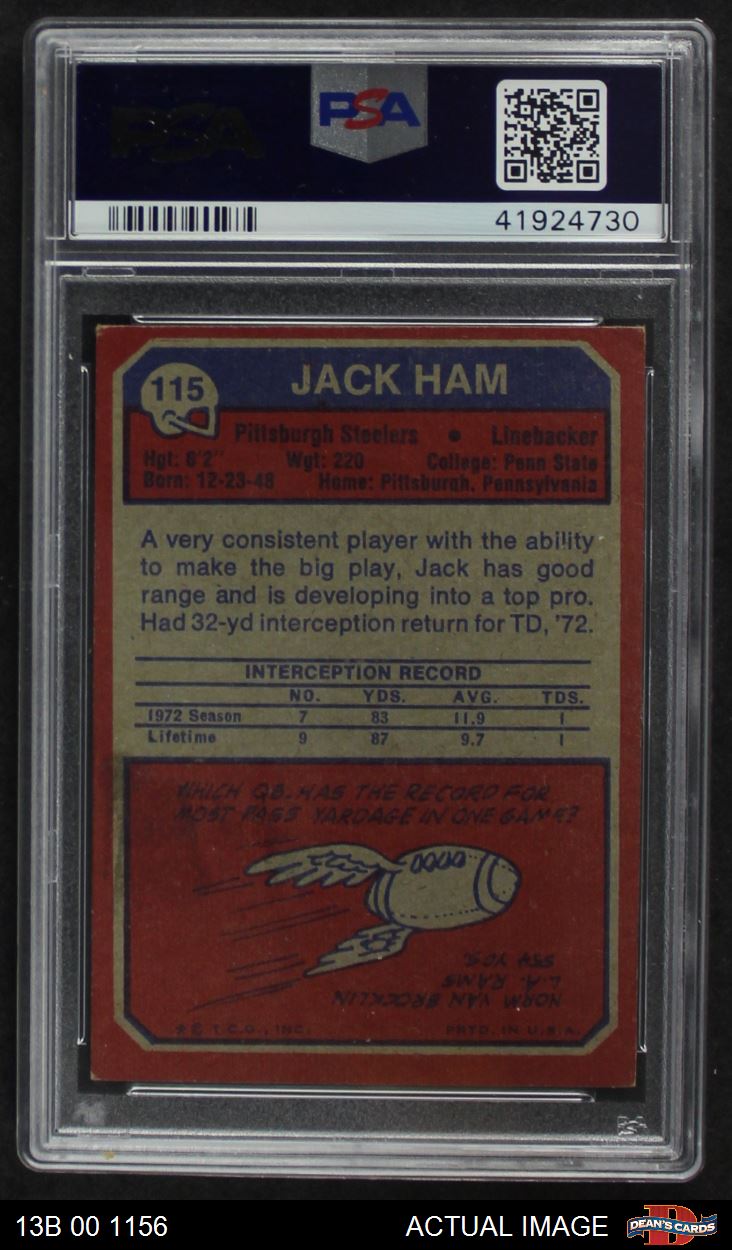 PSA
PSA
41924730
115
JACK HAM
Pittsburgh Steelers • Linebacker
Hgt: 6'2" Wgt: 220 College: Penn State
Born: 12-23-48 Home: Pittsburgh, Pennsylvania
A very consistent player with the ability
to make the big play, Jack has good
range and is developing into a top pro.
Had 32-yd interception return for TD, '72.
INTERCEPTION RECORD
NO. YDS. AVG. TDS.
1972 Season 7 83 11.9 1
Lifetime 9 87 9.7 1
WHICH Q.B. HAS THE RECORD FOR
MOST PASS YARDAGE IN ONE GAME?
NORM VAN BROCKLIN
L.A. RAMS
554 YDS.
*© T.C.G., INC. PRTD. IN U.S.A.
PSA
13B 00 1156 ACTUAL IMAGE DEAN'S CARDS